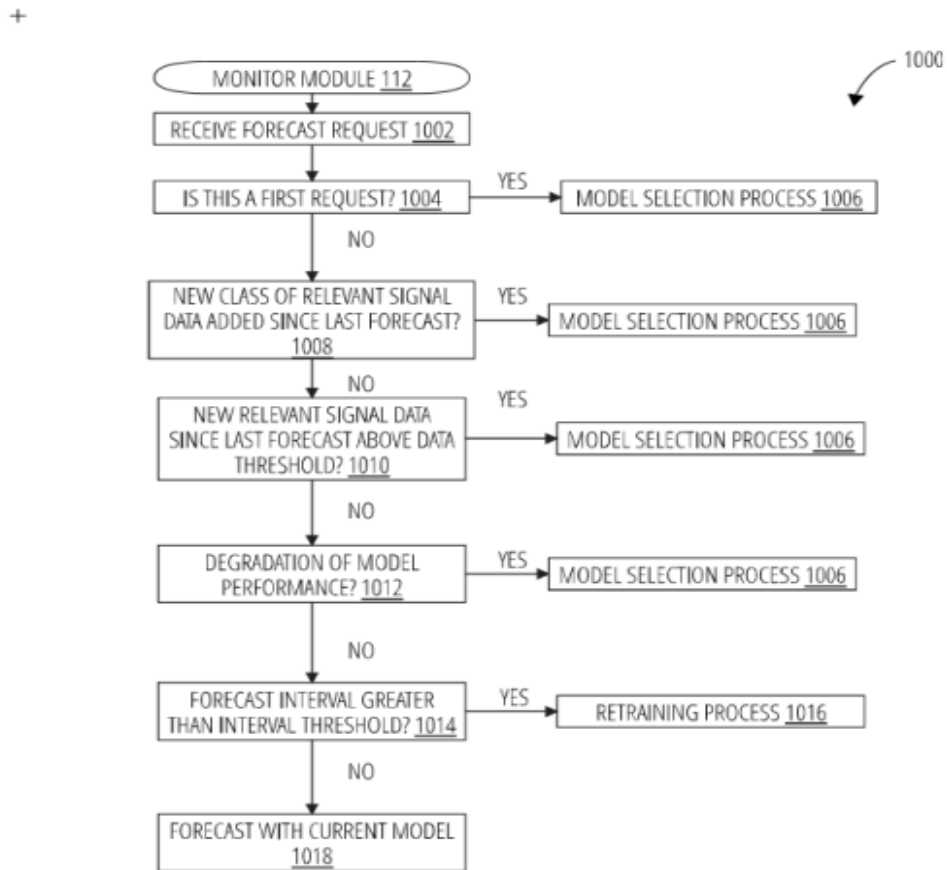 +
1000
MONITOR MODULE 112
RECEIVE FORECAST REQUEST 1002
IS THIS A FIRST REQUEST? 1004
YES
MODEL SELECTION PROCESS 1006
NO
NEW CLASS OF RELEVANT SIGNAL
DATA ADDED SINCE LAST FORECAST?
1008
YES
MODEL SELECTION PROCESS 1006
NO
NEW RELEVANT SIGNAL DATA
SINCE LAST FORECAST ABOVE DATA
THRESHOLD? 1010
YES
MODEL SELECTION PROCESS 1006
NO
DEGRADATION OF MODEL
PERFORMANCE? 1012
YES
MODEL SELECTION PROCESS 1006
NO
FORECAST INTERVAL GREATER
THAN INTERVAL THRESHOLD? 1014
YES
RETRAINING PROCESS 1016
NO
FORECAST WITH CURRENT MODEL
1018